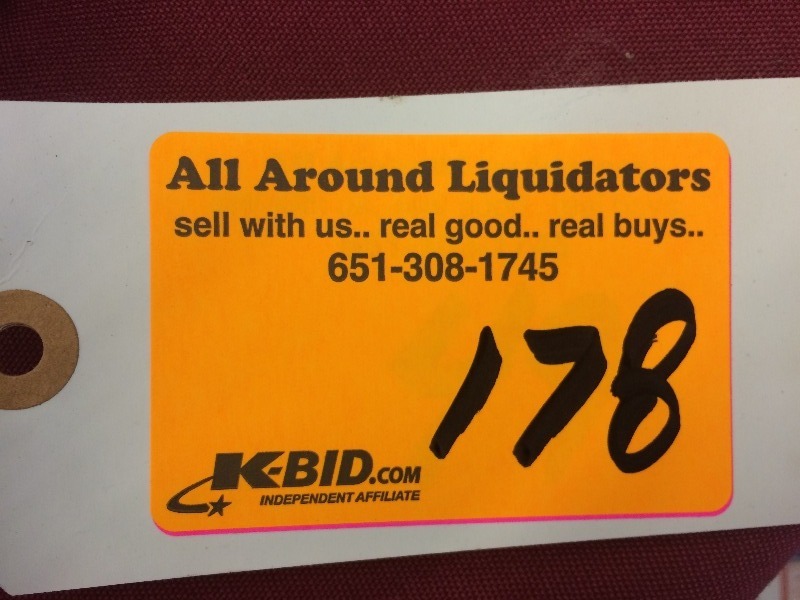 All Around Liquidators
sell with us.. real good.. real buys..
651-308-1745
178
K-BID.COM
INDEPENDENT AFFILIATE